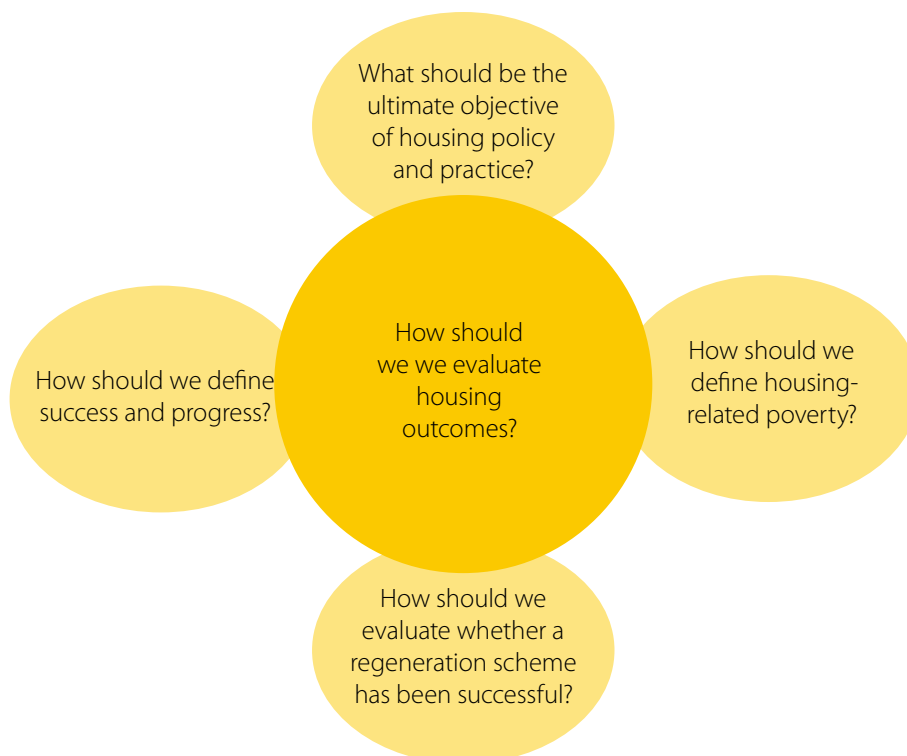 What should be the
ultimate objective
of housing policy
and practice?
How should we define
success and progress?
How should
we we evaluate
housing
outcomes?
How should we
define housing-
related poverty?
How should we
evaluate whether a
regeneration scheme
has been successful?